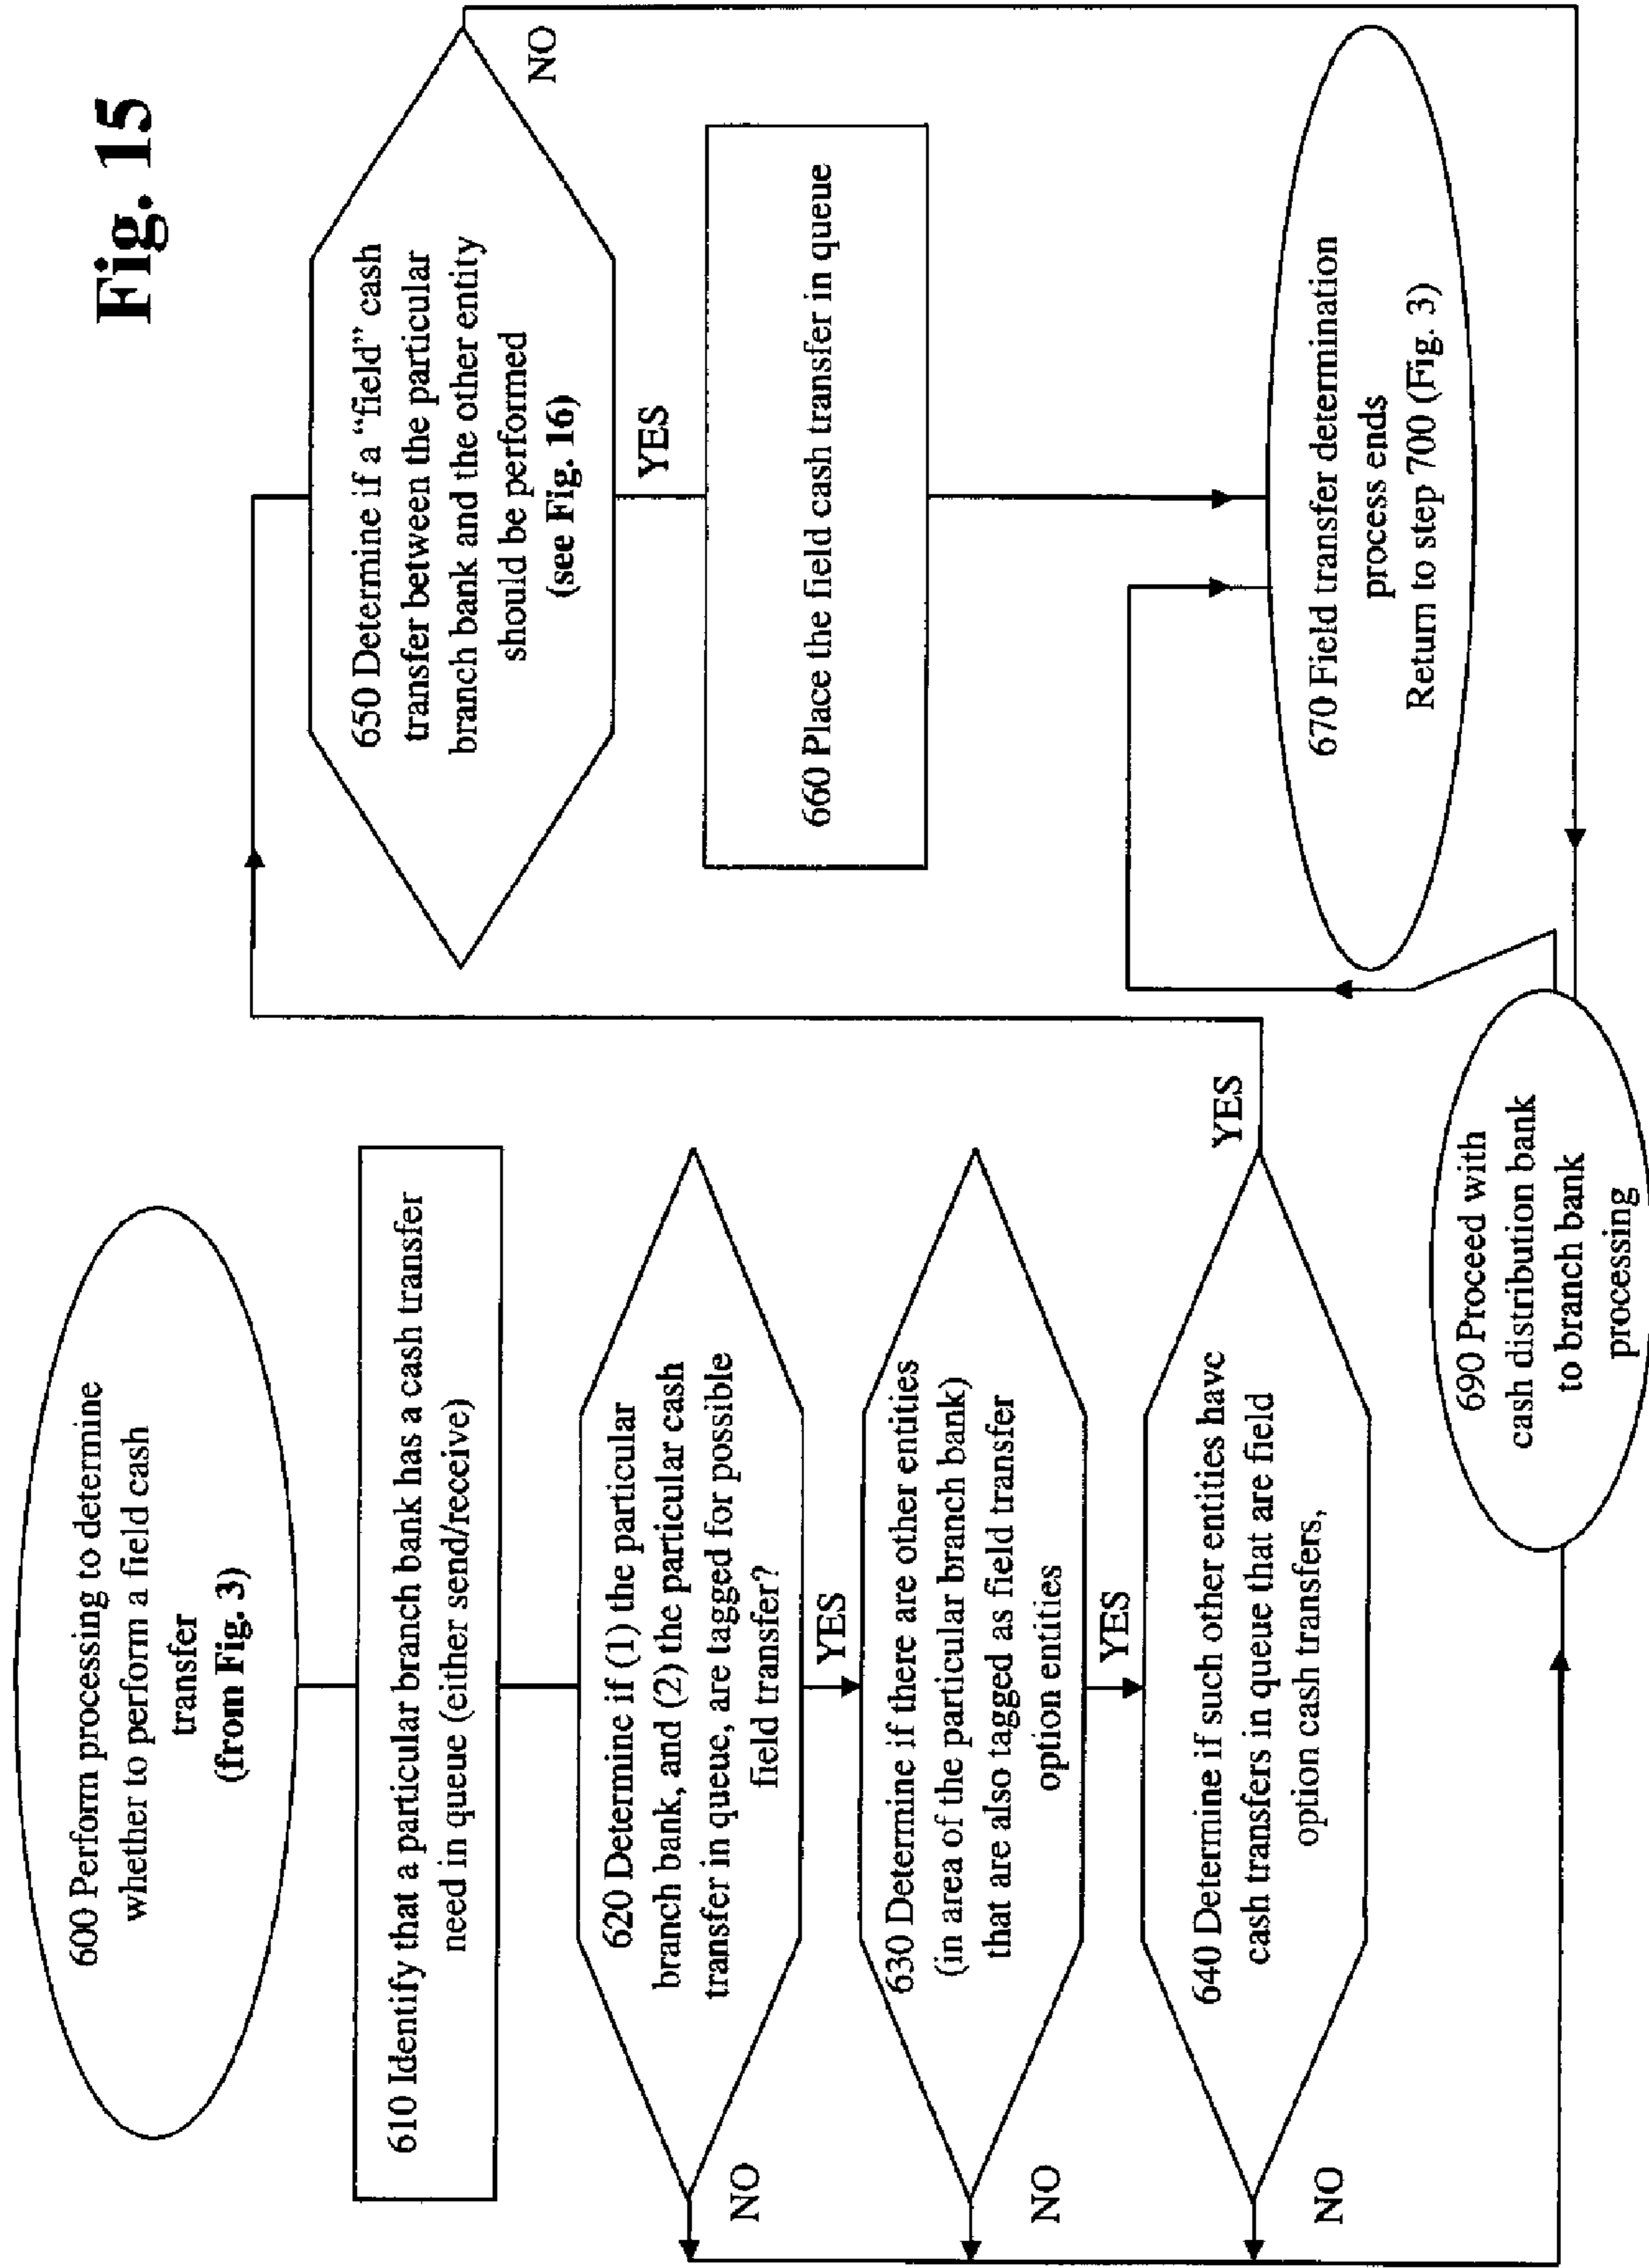 Fig. 15
600 Perform processing to determine
whether to perform a field cash
transfer
(from Fig. 3)
610 Identify that a particular branch bank has a cash transfer
need in queue (either send/receive)
620 Determine if (1) the particular
branch bank, and (2) the particular cash
transfer in queue, are tagged for possible
field transfer?
NO
YES
630 Determine if there are other entities
(in area of the particular branch bank)
that are also tagged as field transfer
option entities
NO
YES
640 Determine if such other entities have
cash transfers in queue that are field
option cash transfers,
NO
YES
650 Determine if a “field” cash
transfer between the particular
branch bank and the other entity
should be performed
(see Fig. 16)
NO
YES
660 Place the field cash transfer in queue
670 Field transfer determination
process ends
Return to step 700 (Fig. 3)
690 Proceed with
cash distribution bank
to branch bank
processing